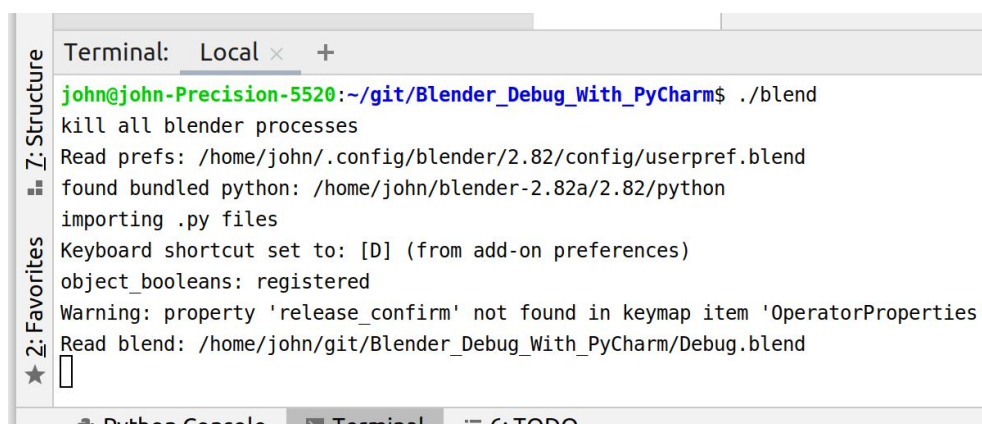 Terminal: Local × +
john@john-Precision-5520:~/git/Blender_Debug_With_PyCharm$ ./blend
kill all blender processes
Read prefs: /home/john/.config/blender/2.82/config/userpref.blend
found bundled python: /home/john/blender-2.82a/2.82/python
importing .py files
Keyboard shortcut set to: [D] (from add-on preferences)
object_booleans: registered
Warning: property 'release_confirm' not found in keymap item 'OperatorProperties
Read blend: /home/john/git/Blender_Debug_With_PyCharm/Debug.blend
7: Structure
2: Favorites
Python Console Terminal 6: TODO